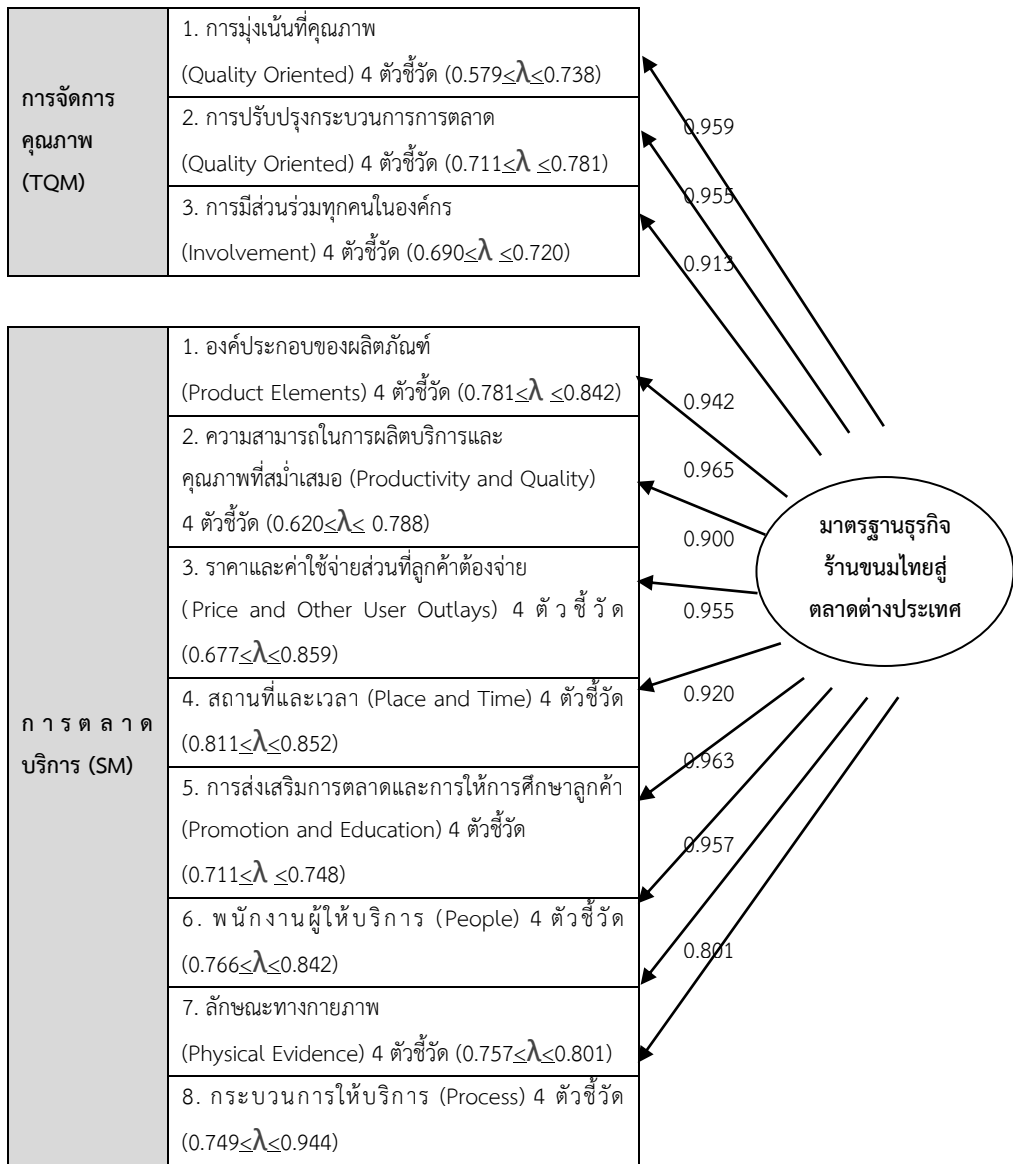 การจัดการ
คุณภาพ
(TQM)
1. การมุ่งเน้นที่คุณภาพ
(Quality Oriented) 4 ตัวชี้วัด (0.579≤λ≤0.738)
2. การปรับปรุงกระบวนการการตลาด
(Quality Oriented) 4 ตัวชี้วัด (0.711≤λ ≤0.781)
3. การมีส่วนร่วมทุกคนในองค์กร
(Involvement) 4 ตัวชี้วัด (0.690≤λ ≤0.720)
0.959
0.955
0.913
การตลาด
บริการ (SM)
1. องค์ประกอบของผลิตภัณฑ์
(Product Elements) 4 ตัวชี้วัด (0.781≤λ ≤0.842)
2. ความสามารถในการผลิตบริการและ
คุณภาพที่สม่ำเสมอ (Productivity and Quality)
4 ตัวชี้วัด (0.620≤λ≤ 0.788)
3. ราคาและค่าใช้จ่ายส่วนที่ลูกค้าต้องจ่าย
(Price and Other User Outlays) 4 ตัวชี้วัด
(0.677≤λ≤0.859)
4. สถานที่และเวลา (Place and Time) 4 ตัวชี้วัด
(0.811≤λ≤0.852)
5. การส่งเสริมการตลาดและการให้การศึกษาลูกค้า
(Promotion and Education) 4 ตัวชี้วัด
(0.711≤λ ≤0.748)
6. พนักงานผู้ให้บริการ (People) 4 ตัวชี้วัด
(0.766≤λ≤0.842)
7. ลักษณะทางกายภาพ
(Physical Evidence) 4 ตัวชี้วัด (0.757≤λ≤0.801)
8. กระบวนการให้บริการ (Process) 4 ตัวชี้วัด
(0.749≤λ≤0.944)
0.942
0.965
0.900
0.955
0.920
0.963
0.957
0.801
มาตรฐานธุรกิจ
ร้านขนมไทยสู่
ตลาดต่างประเทศ